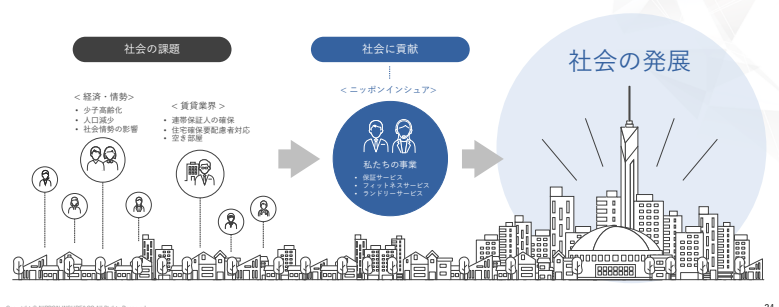 社会の課題
社会に貢献
社会の発展
< 経済・情勢>
• 少子高齢化
• 人口減少
• 社会情勢の影響
< 賃貸業界 >
• 連帯保証人の確保
• 住宅確保要配慮者対応
• 空き部屋
< ニッポンインシュア>
私たちの事業
• 保証サービス
• フィットネスサービス
• ランドリーサービス